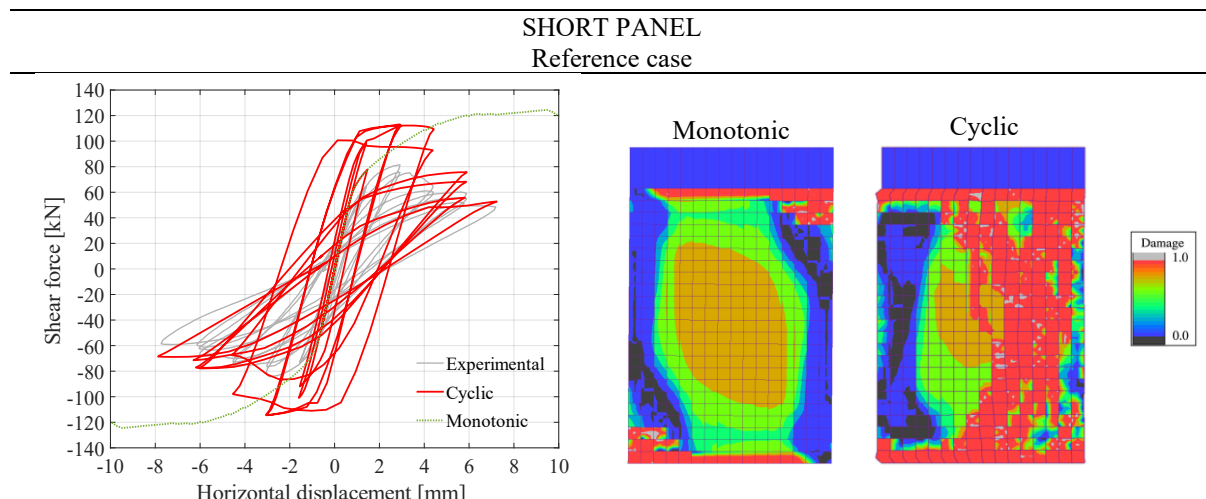 SHORT PANEL
Reference case
140
120
100
80
60
40
20
0
-20
-40
-60
-80
-100
-120
-140
Shear force [kN]
-10 -8 -6 -4 -2 0 2 4 6 8 10
Horizontal displacement [mm]
Experimental
Cyclic
Monotonic
Monotonic
Cyclic
Damage
1.0
0.0